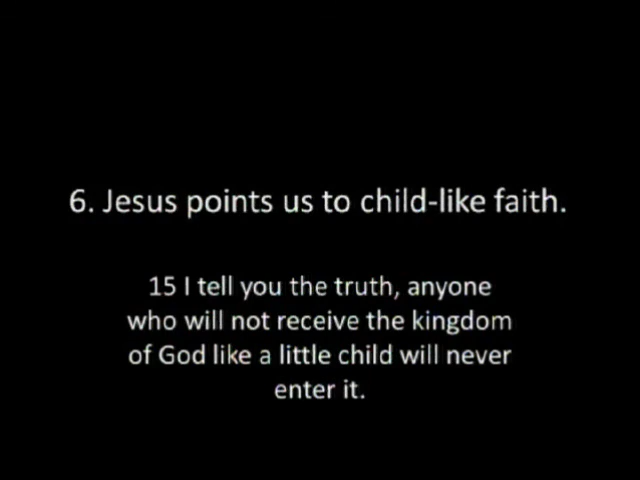 6. Jesus points us to child-like faith.
15 I tell you the truth, anyone
who will not receive the kingdom
of God like a little child will never
enter it.